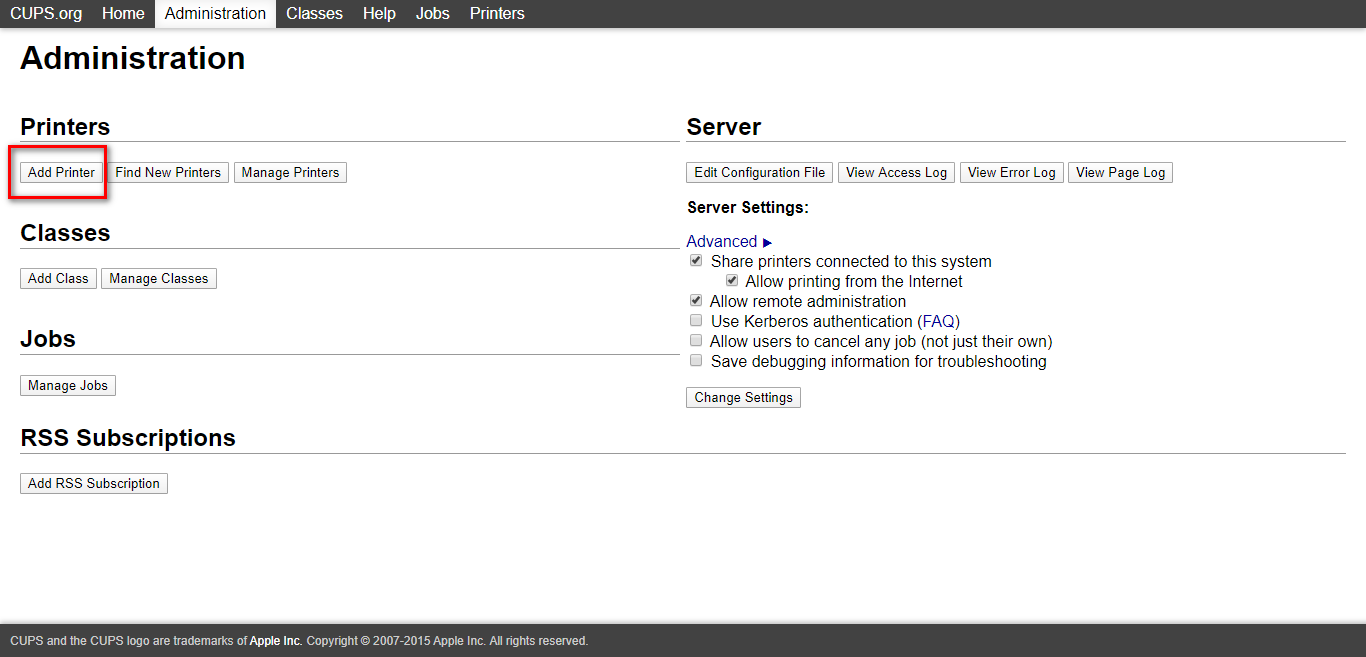 CUPS.org Home Administration Classes Help Jobs Printers
Administration
Printers
Add Printer Find New Printers Manage Printers
Classes
Add Class Manage Classes
Jobs
Manage Jobs
Server
Edit Configuration File View Access Log View Error Log View Page Log
Server Settings:
Advanced ▶
Share printers connected to this system
Allow printing from the Internet
Allow remote administration
Use Kerberos authentication (FAQ)
Allow users to cancel any job (not just their own)
Save debugging information for troubleshooting
Change Settings
RSS Subscriptions
Add RSS Subscription
CUPS and the CUPS logo are trademarks of Apple Inc. Copyright © 2007-2015 Apple Inc. All rights reserved.